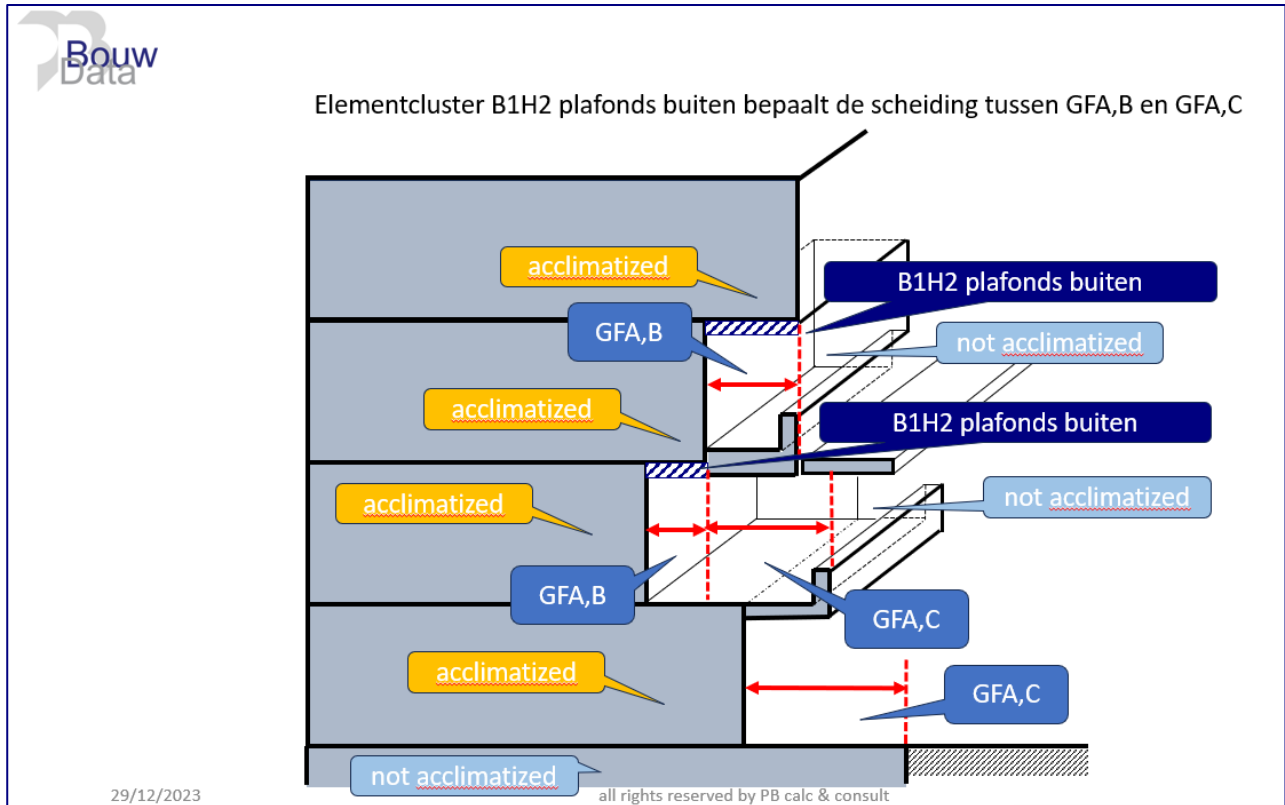 Bouw
Data
Elementcluster B1H2 plafonds buiten bepaalt de scheiding tussen GFA,B en GFA,C
acclimatized
B1H2 plafonds buiten
GFA,B
not acclimatized
acclimatized
B1H2 plafonds buiten
acclimatized
not acclimatized
GFA,B
GFA,C
acclimatized
GFA,C
not acclimatized
29/12/2023
all rights reserved by PB calc & consult